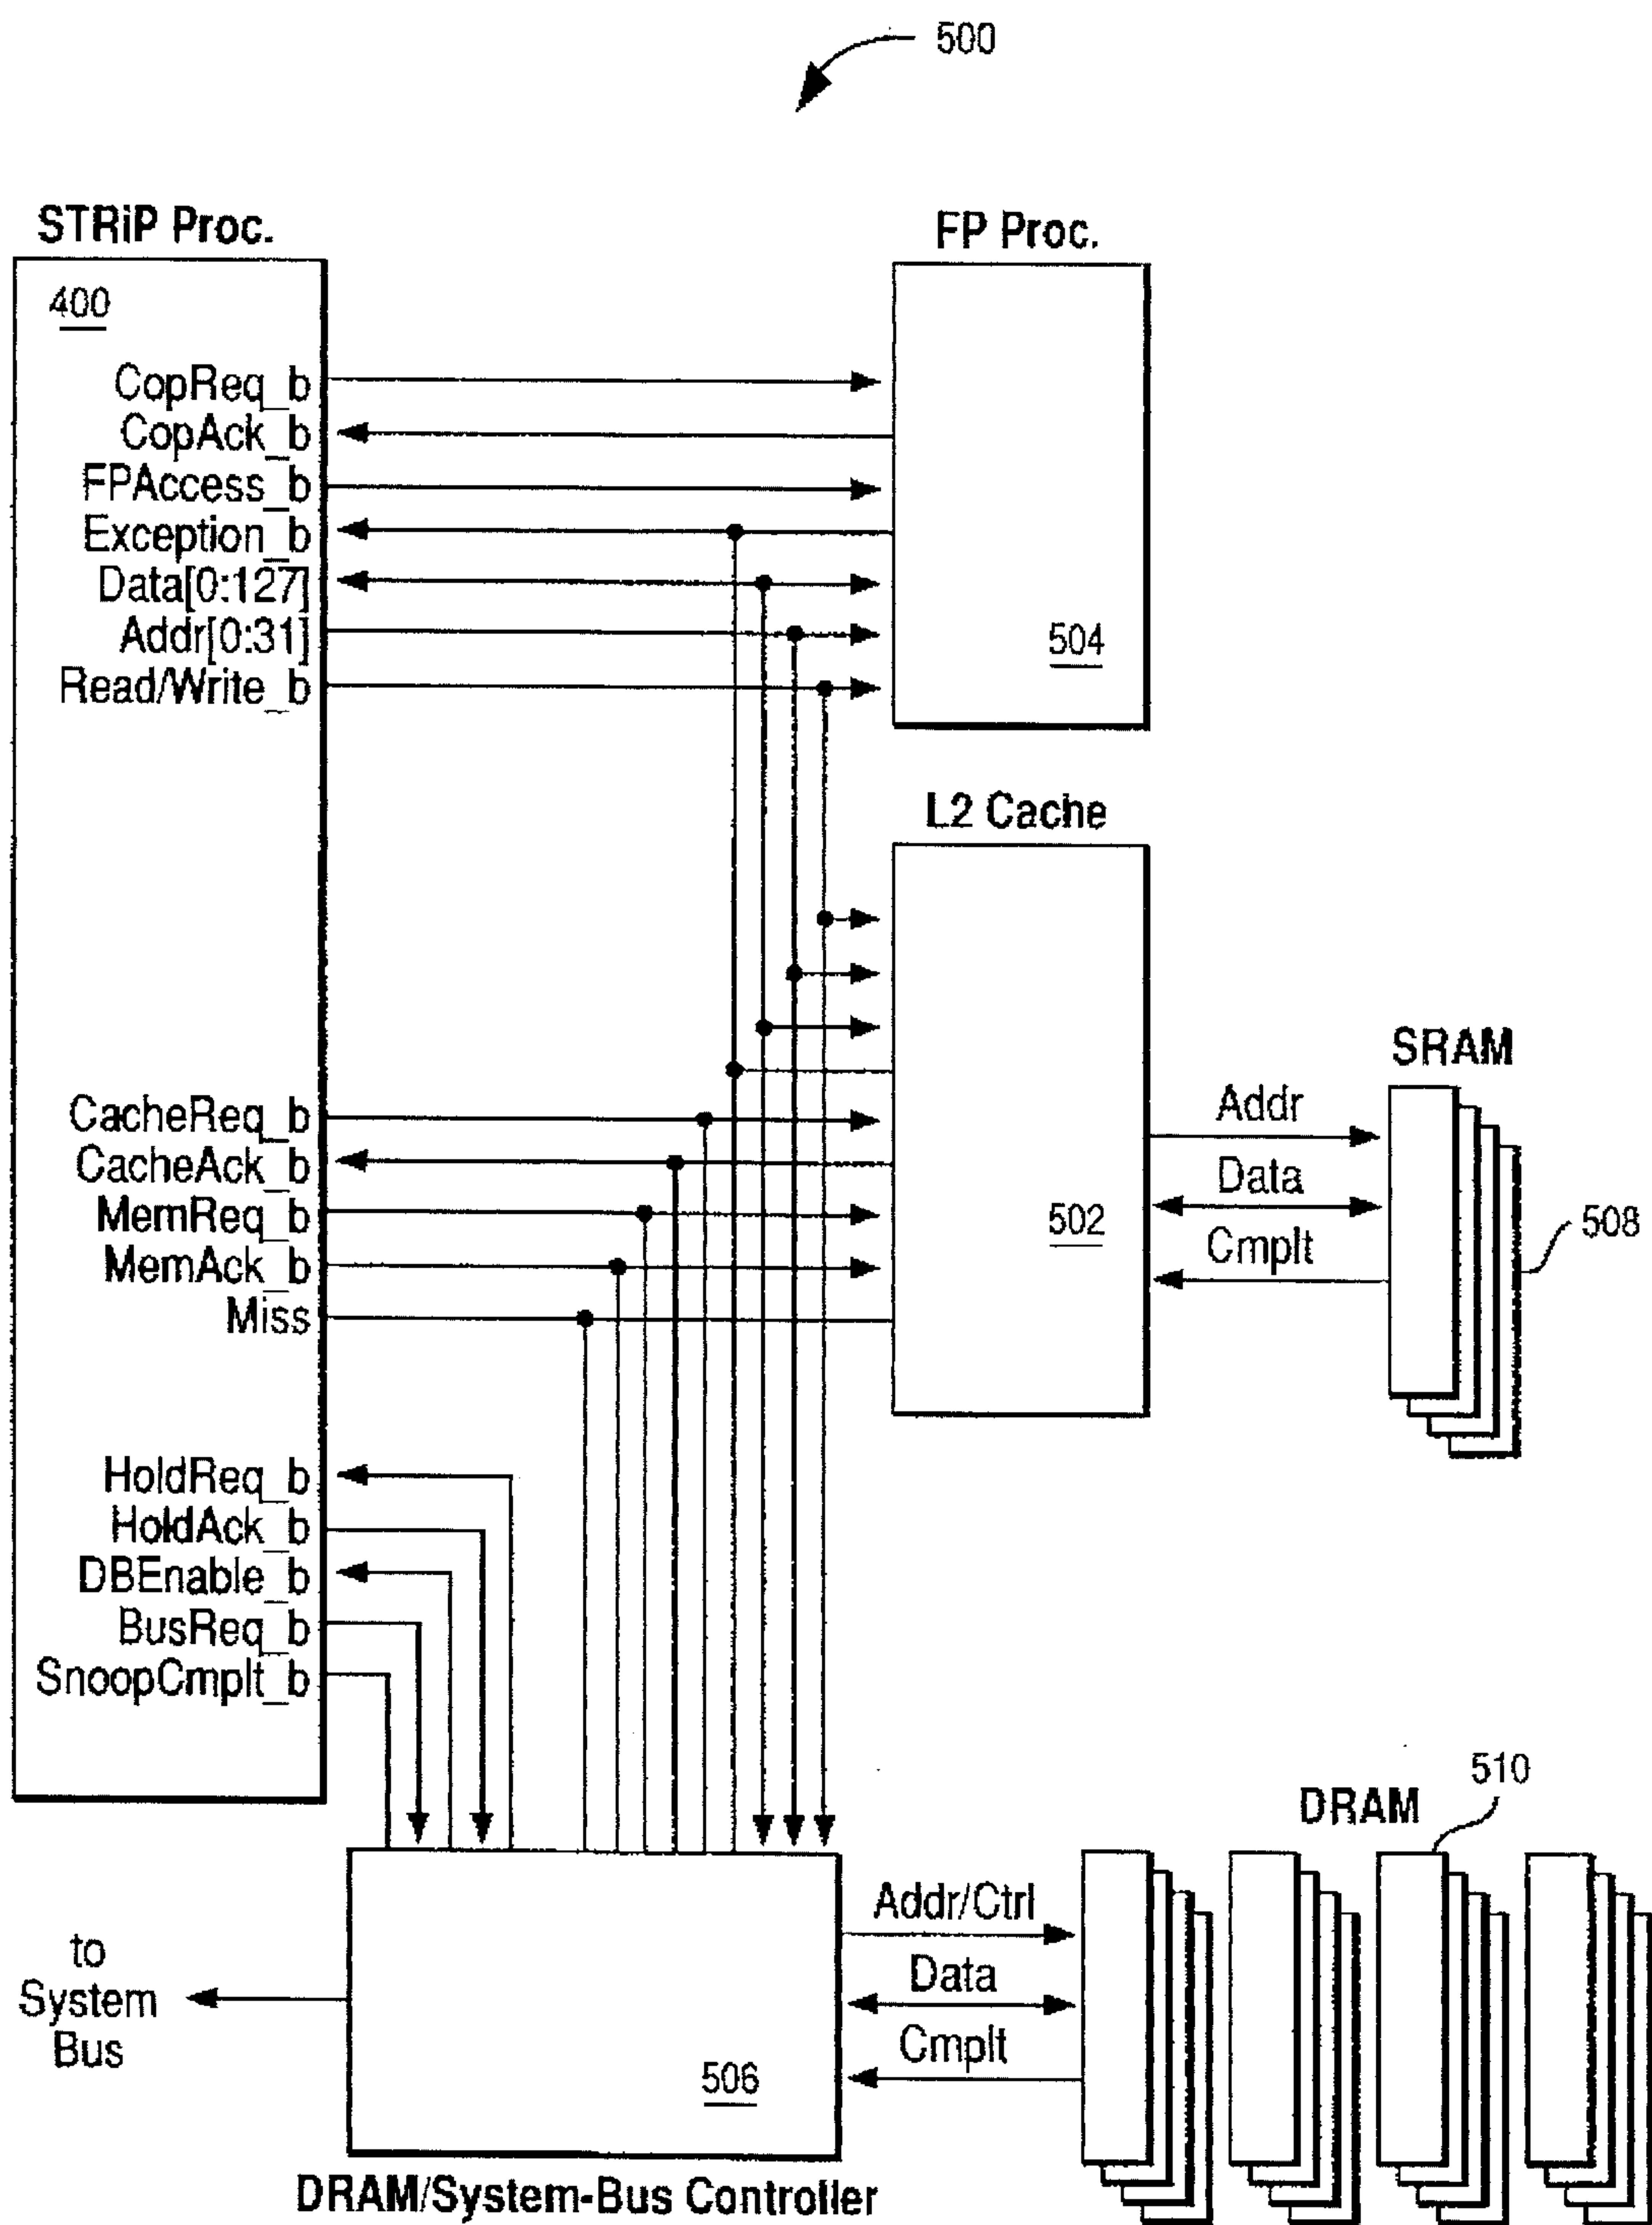 500
STRiP Proc.
FP Proc.
400
CopReq_b
CopAck_b
FPAccess_b
Exception_b
Data[0:127]
Addr[0:31]
Read/Write_b
504
L2 Cache
SRAM
CacheReq_b
CacheAck_b
MemReq_b
MemAck_b
Miss
Addr
Data
Cmplt
502
508
HoldReq_b
HoldAck_b
DBEnable_b
BusReq_b
SnoopCmplt_b
510
DRAM
Addr/Ctrl
Data
Cmplt
to
System
Bus
506
DRAM/System-Bus Controller